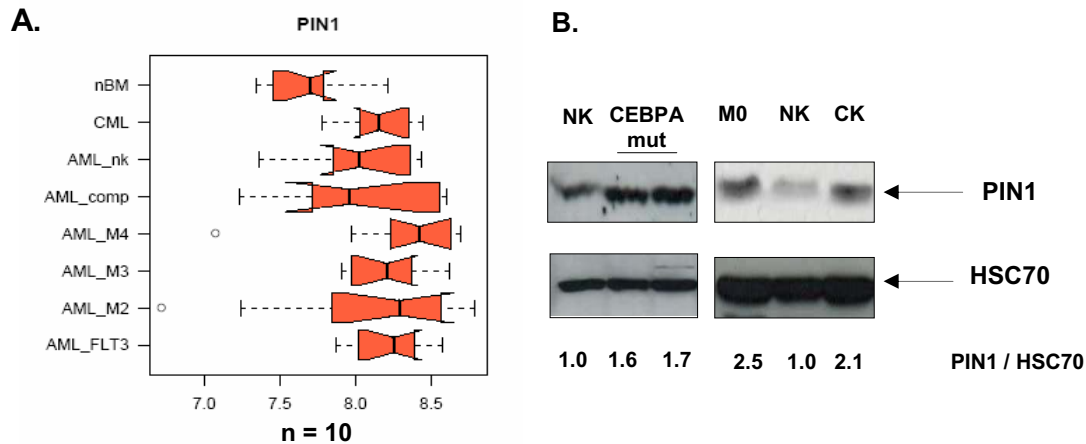 A.
PIN1
nBM
CML
AML_nk
AML_comp
AML_M4
AML_M3
AML_M2
AML_FLT3
7.0 7.5 8.0 8.5
n = 10
B.
NK CEBPA mut M0 NK CK
PIN1
HSC70
1.0 1.6 1.7 2.5 1.0 2.1 PIN1 / HSC70